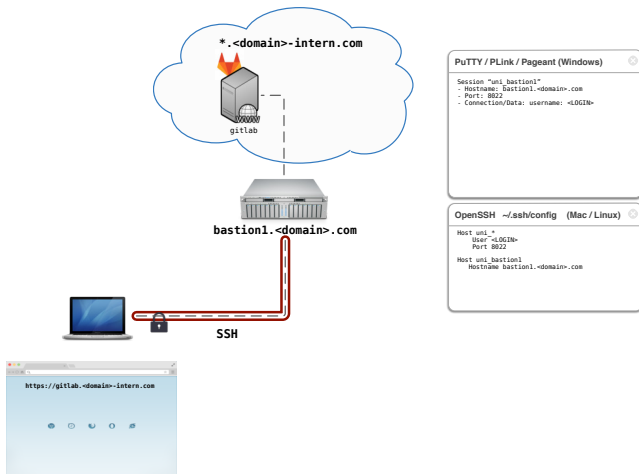 *.<domain>-intern.com
WWW
gitlab
bastion1.<domain>.com
SSH
https://gitlab.<domain>-intern.com
PuTTY / PLink / Pageant (Windows)
Session "uni_bastion1"
- Hostname: bastion1.<domain>.com
- Port: 8022
- Connection/Data: username: <LOGIN>
OpenSSH ~/.ssh/config (Mac / Linux)
Host uni_*
User <LOGIN>
Port 8022
Host uni_bastion1
Hostname bastion1.<domain>.com